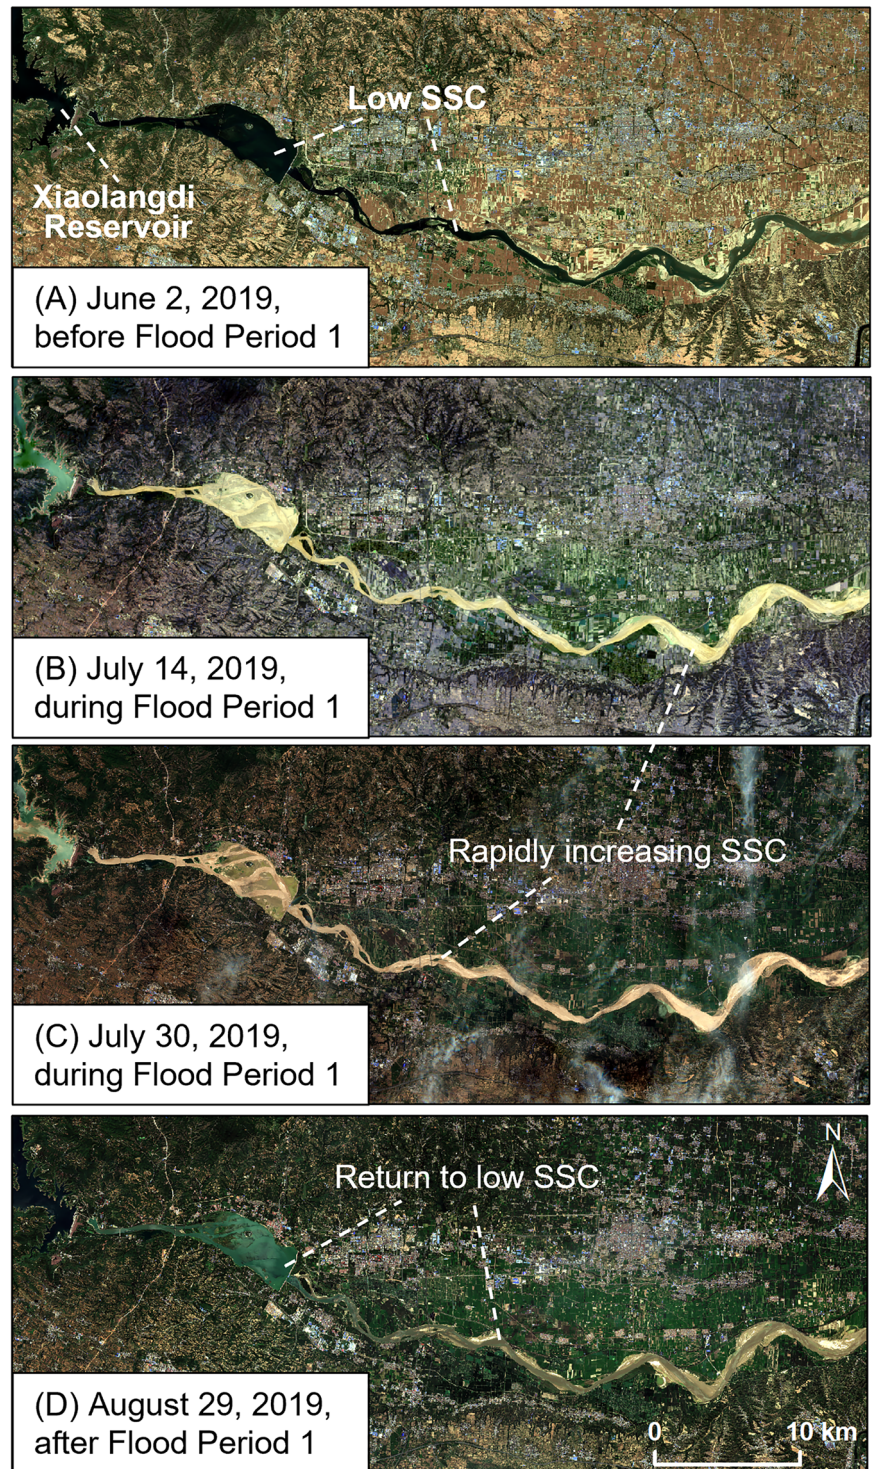 Low SSC
Xiaolangdi
Reservoir
(A) June 2, 2019,
before Flood Period 1
(B) July 14, 2019,
during Flood Period 1
Rapidly increasing SSC
(C) July 30, 2019,
during Flood Period 1
N
Return to low SSC
(D) August 29, 2019,
after Flood Period 1
0 10 km